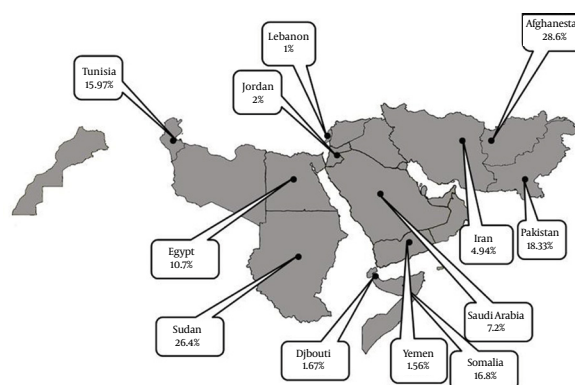 Afghanesta
28.6%
Lebanon
1%
Tunisia
15.97%
Jordan
2%
Iran
4.94%
Pakistan
18.33%
Egypt
10.7%
Saudi Arabia
7.2%
Sudan
26.4%
Djbouti
1.67%
Yemen
1.56%
Somalia
16.8%